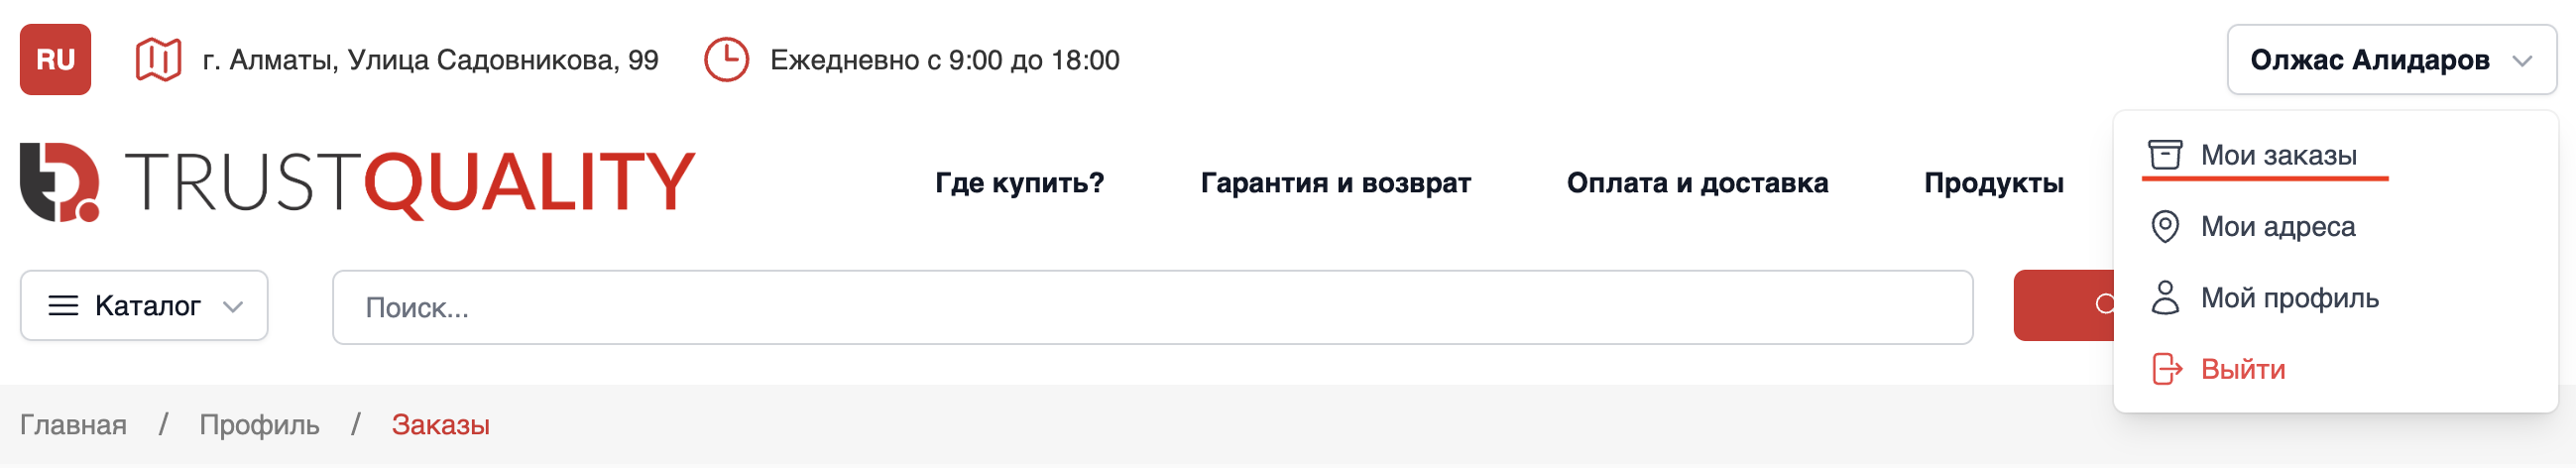 RU г. Алматы, Улица Садовникова, 99 Ежедневно с 9:00 до 18:00 Олжас Алидаров
TRUSTQUALITY Где купить? Гарантия и возврат Оплата и доставка Продукты
Мои заказы
Мои адреса
Мой профиль
Выйти
Каталог Поиск...
Главная / Профиль / Заказы